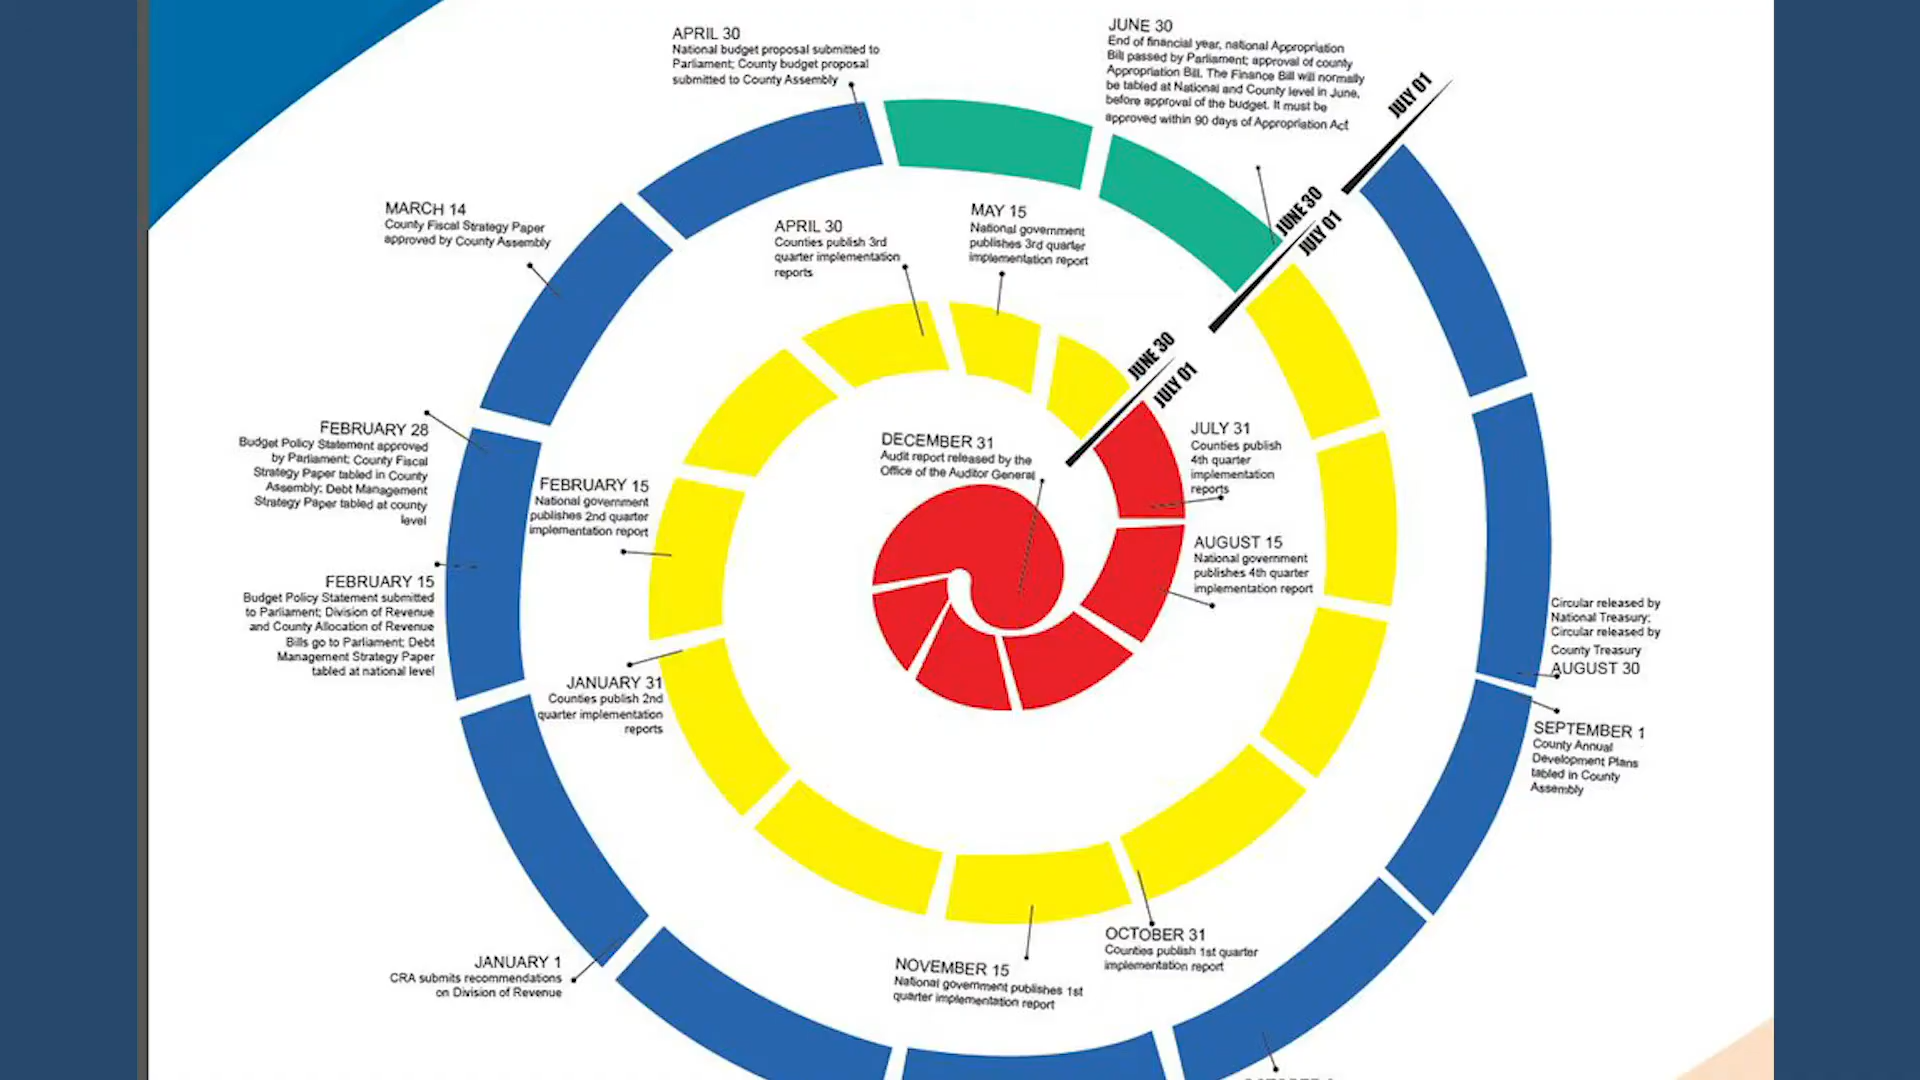 APRIL 30
National budget proposal submitted to
Parliament; County budget proposal
submitted to County Assembly
JUNE 30
End of financial year, national Appropriation
Bill passed by Parliament; approval of county
Appropriation Bill. The Finance Bill will normally
be tabled at National and County level in June,
before approval of the budget. It must be
approved within 90 days of Appropriation Act
JULY 01
MARCH 14
County Fiscal Strategy Paper
approved by County Assembly
APRIL 30
Counties publish 3rd
quarter implementation
reports
MAY 15
National government
publishes 3rd quarter
implementation report
JUNE 30
JULY 01
JUNE 30
JULY 01
FEBRUARY 28
Budget Policy Statement approved
by Parliament; County Fiscal
Strategy Paper tabled in County
Assembly; Debt Management
Strategy Paper tabled at county
level
DECEMBER 31
Audit report released by the
Office of the Auditor General
JULY 31
Counties publish
4th quarter
implementation
reports
FEBRUARY 15
National government
publishes 2nd quarter
implementation report
AUGUST 15
National government
publishes 4th quarter
implementation report
FEBRUARY 15
Budget Policy Statement submitted
to Parliament; Division of Revenue
and County Allocation of Revenue
Bills go to Parliament; Debt
Management Strategy Paper
tabled at national level
Circular released by
National Treasury;
Circular released by
County Treasury
AUGUST 30
JANUARY 31
Counties publish 2nd
quarter implementation
reports
SEPTEMBER 1
County Annual
Development Plans
tabled in County
Assembly
OCTOBER 31
Counties publish 1st quarter
implementation report
NOVEMBER 15
National government publishes 1st
quarter implementation report
JANUARY 1
CRA submits recommendations
on Division of Revenue